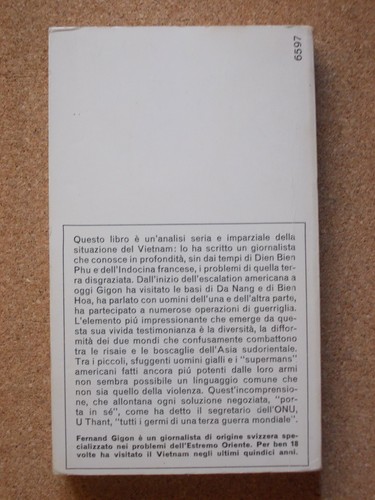 6597
Questo libro è un'analisi seria e imparziale della
situazione del Vietnam: lo ha scritto un giornalista
che conosce in profondità, sin dai tempi di Dien Bien
Phu e dell'Indocina francese, i problemi di quella ter-
ra disgraziata. Dall'inizio dell'escalation americana a
oggi Gigon ha visitato le basi di Da Nang e di Bien
Hoa, ha parlato con uomini dell'una e dell'altra parte,
ha partecipato a numerose operazioni di guerriglia.
L'elemento piú impressionante che emerge da que-
sta sua vivida testimonianza è la diversità, la diffor-
mità dei due mondi che confusamente combattono
tra le risaie e le boscaglie dell'Asia sudorientale.
Tra i piccoli, sfuggenti uomini gialli e i "supermans"
americani fatti ancora piú potenti dalle loro armi
non sembra possibile un linguaggio comune che
non sia quello della violenza. Quest'incomprensio-
ne, che allontana ogni soluzione negoziata, "por-
ta in sé", come ha detto il segretario dell'ONU,
U Thant, "tutti i germi di una terza guerra mondiale".
Fernand Gigon è un giornalista di origine svizzera spe-
cializzato nei problemi dell'Estremo Oriente. Per ben 18
volte ha visitato il Vietnam negli ultimi quindici anni.